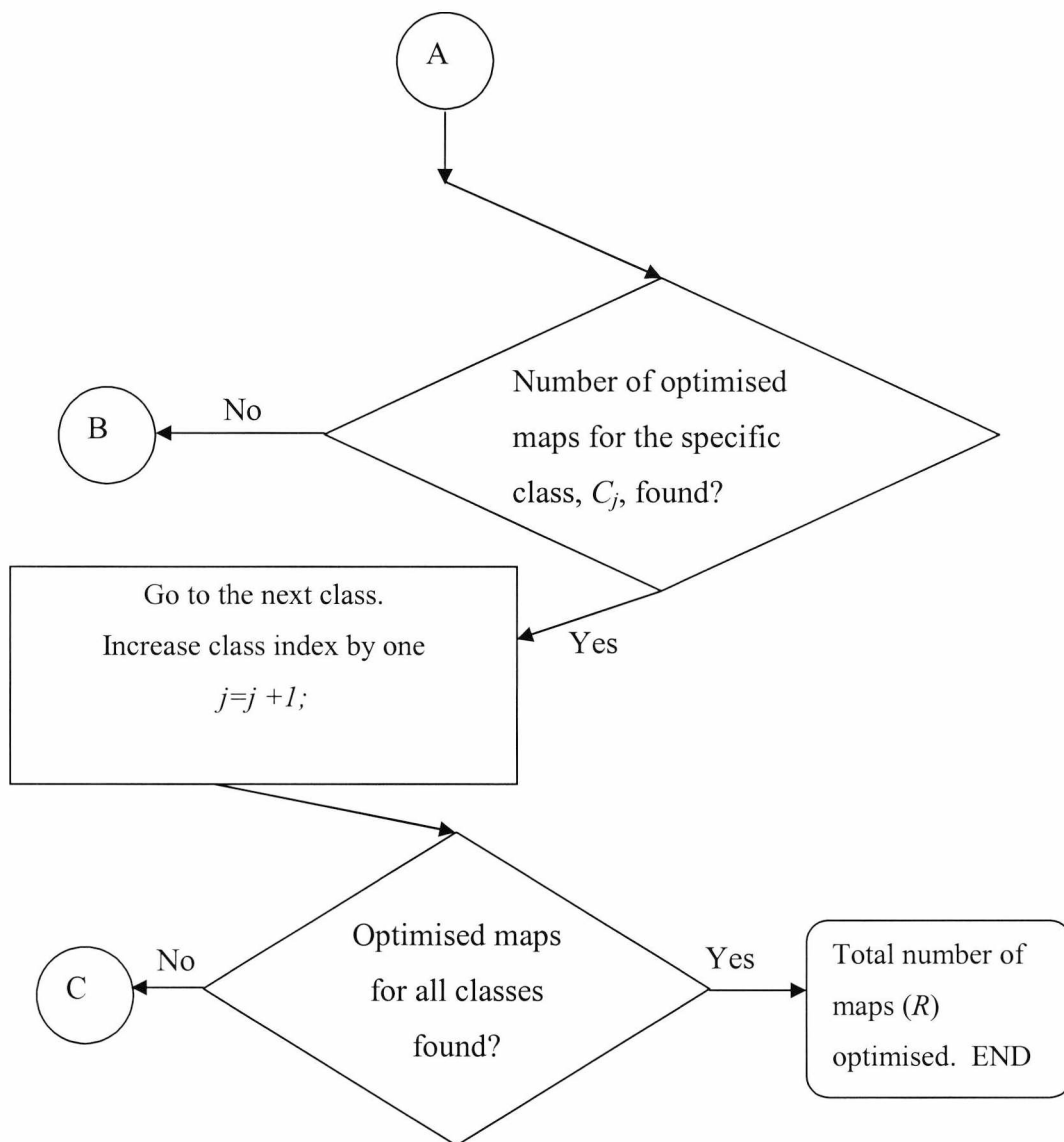 A
Number of optimised
maps for the specific
class, Cj, found?
No
B
Yes
Go to the next class.
Increase class index by one
j=j +1;
Optimised maps
for all classes
found?
No
C
Yes
Total number of
maps (R)
optimised. END